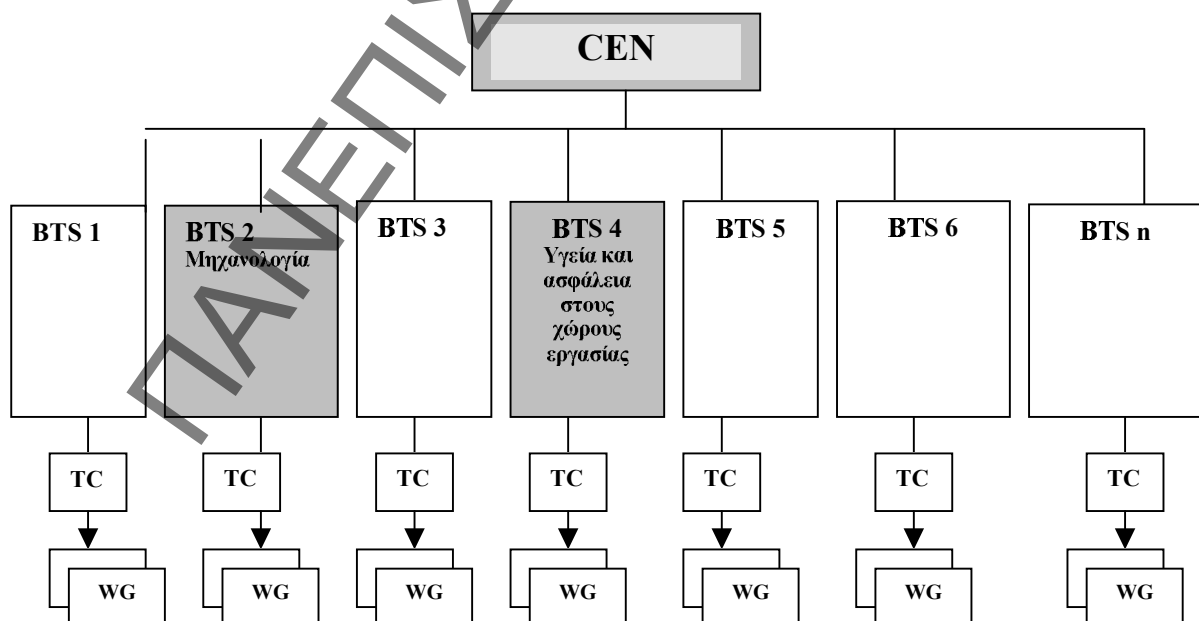 CEN
BTS 1
BTS 2
Μηχανολογία
BTS 3
BTS 4
Υγεία και
ασφάλεια
στους
χώρους
εργασίας
BTS 5
BTS 6
BTS n
TC
TC
TC
TC
TC
TC
TC
WG
WG
WG
WG
WG
WG
WG